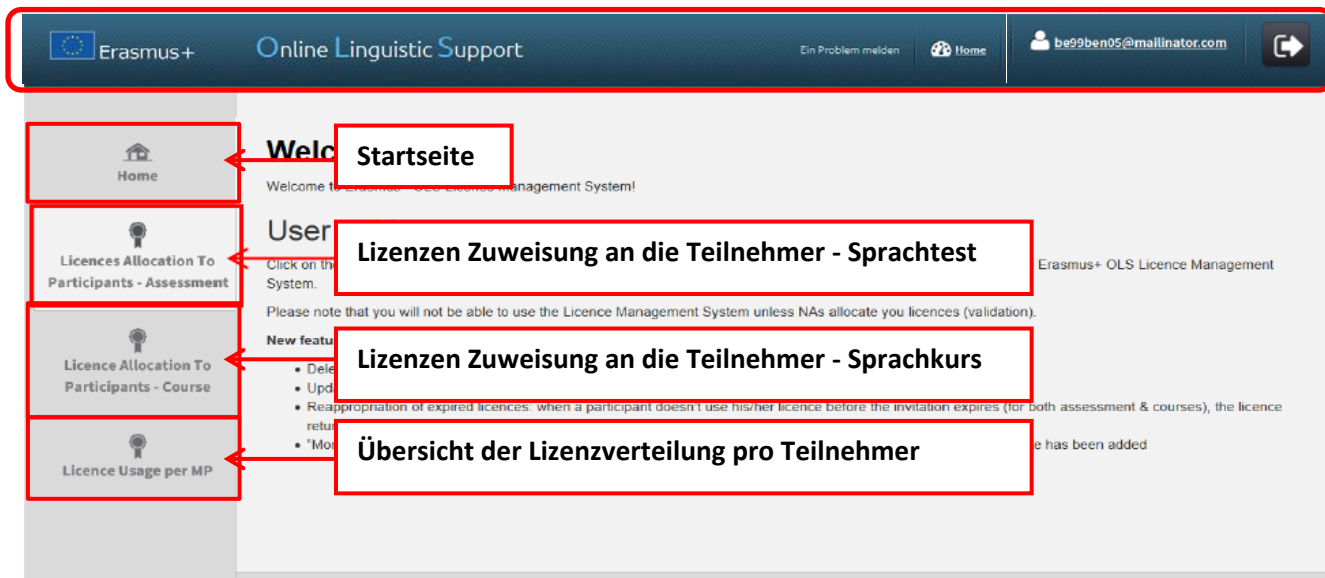 Erasmus+
Online Linguistic Support
Ein Problem melden
Home
be99ben05@mailinator.com
Home
Licences Allocation To
Participants - Assessment
Licence Allocation To
Participants - Course
Licence Usage per MP
Startseite
Welcome to Management System!
User
Lizenzen Zuweisung an die Teilnehmer - Sprachtest
Click on the Erasmus+ OLS Licence Management
System.
Please note that you will not be able to use the Licence Management System unless NAs allocate you licences (validation).
Lizenzen Zuweisung an die Teilnehmer - Sprachkurs
• Reappropriation of expired licences: when a participant doesn't use his/her licence before the invitation expires (for both assessment & courses), the licence
Übersicht der Lizenzverteilung pro Teilnehmer
has been added